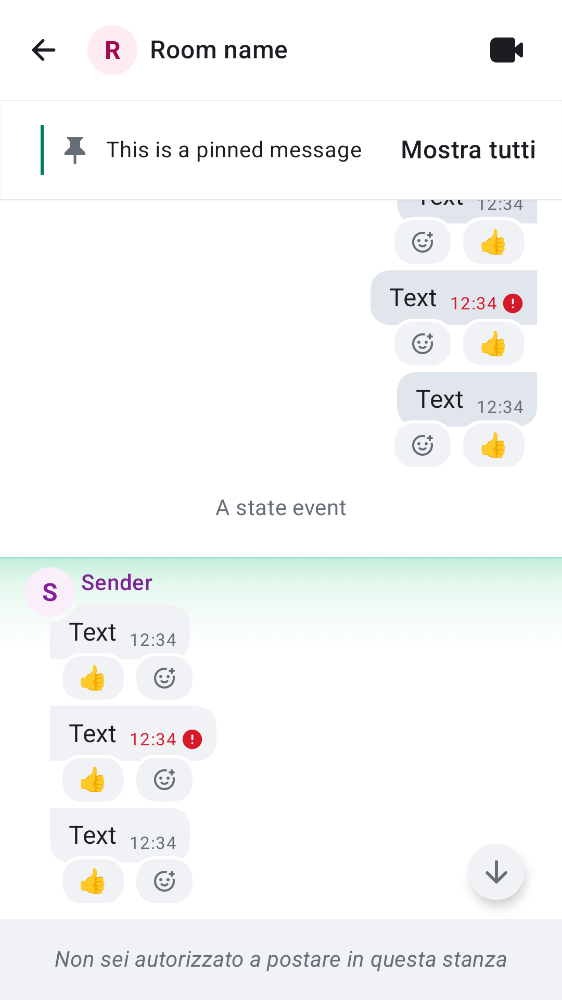 R Room name
This is a pinned message Mostra tutti
Text 12:34
👍
Text 12:34
👍
Text 12:34
👍
A state event
S Sender
Text 12:34
👍
Text 12:34
👍
Text 12:34
👍
Non sei autorizzato a postare in questa stanza